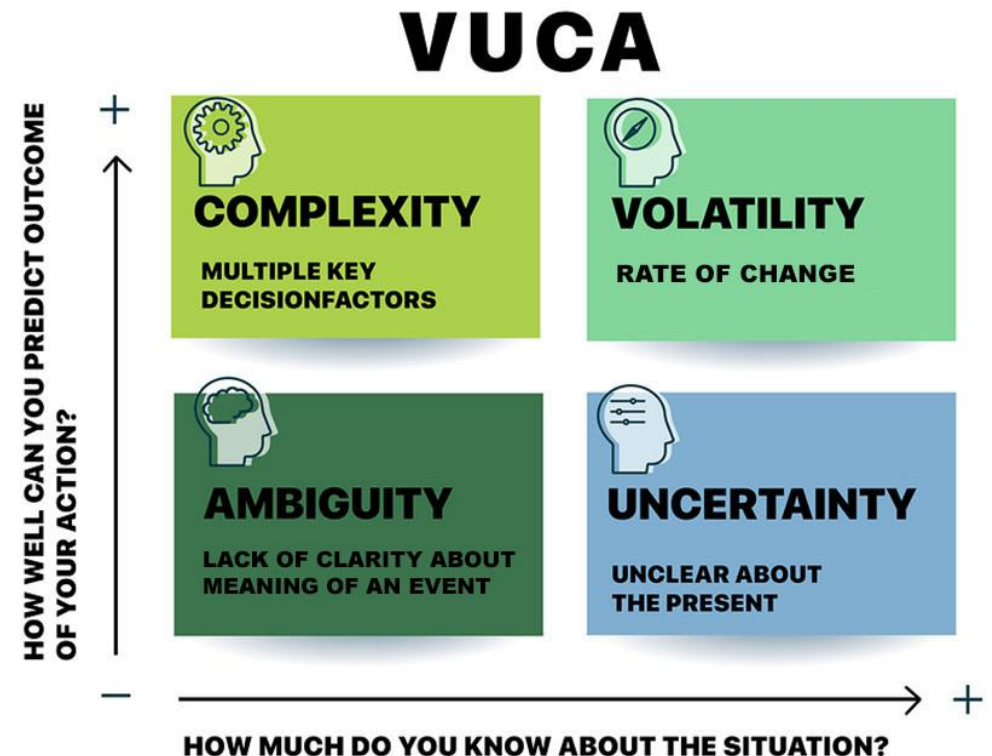 VUCA
HOW WELL CAN YOU PREDICT OUTCOME
OF YOUR ACTION?
+
COMPLEXITY
MULTIPLE KEY
DECISIONFACTORS
VOLATILITY
RATE OF CHANGE
AMBIGUITY
LACK OF CLARITY ABOUT
MEANING OF AN EVENT
UNCERTAINTY
UNCLEAR ABOUT
THE PRESENT
−
+
HOW MUCH DO YOU KNOW ABOUT THE SITUATION?